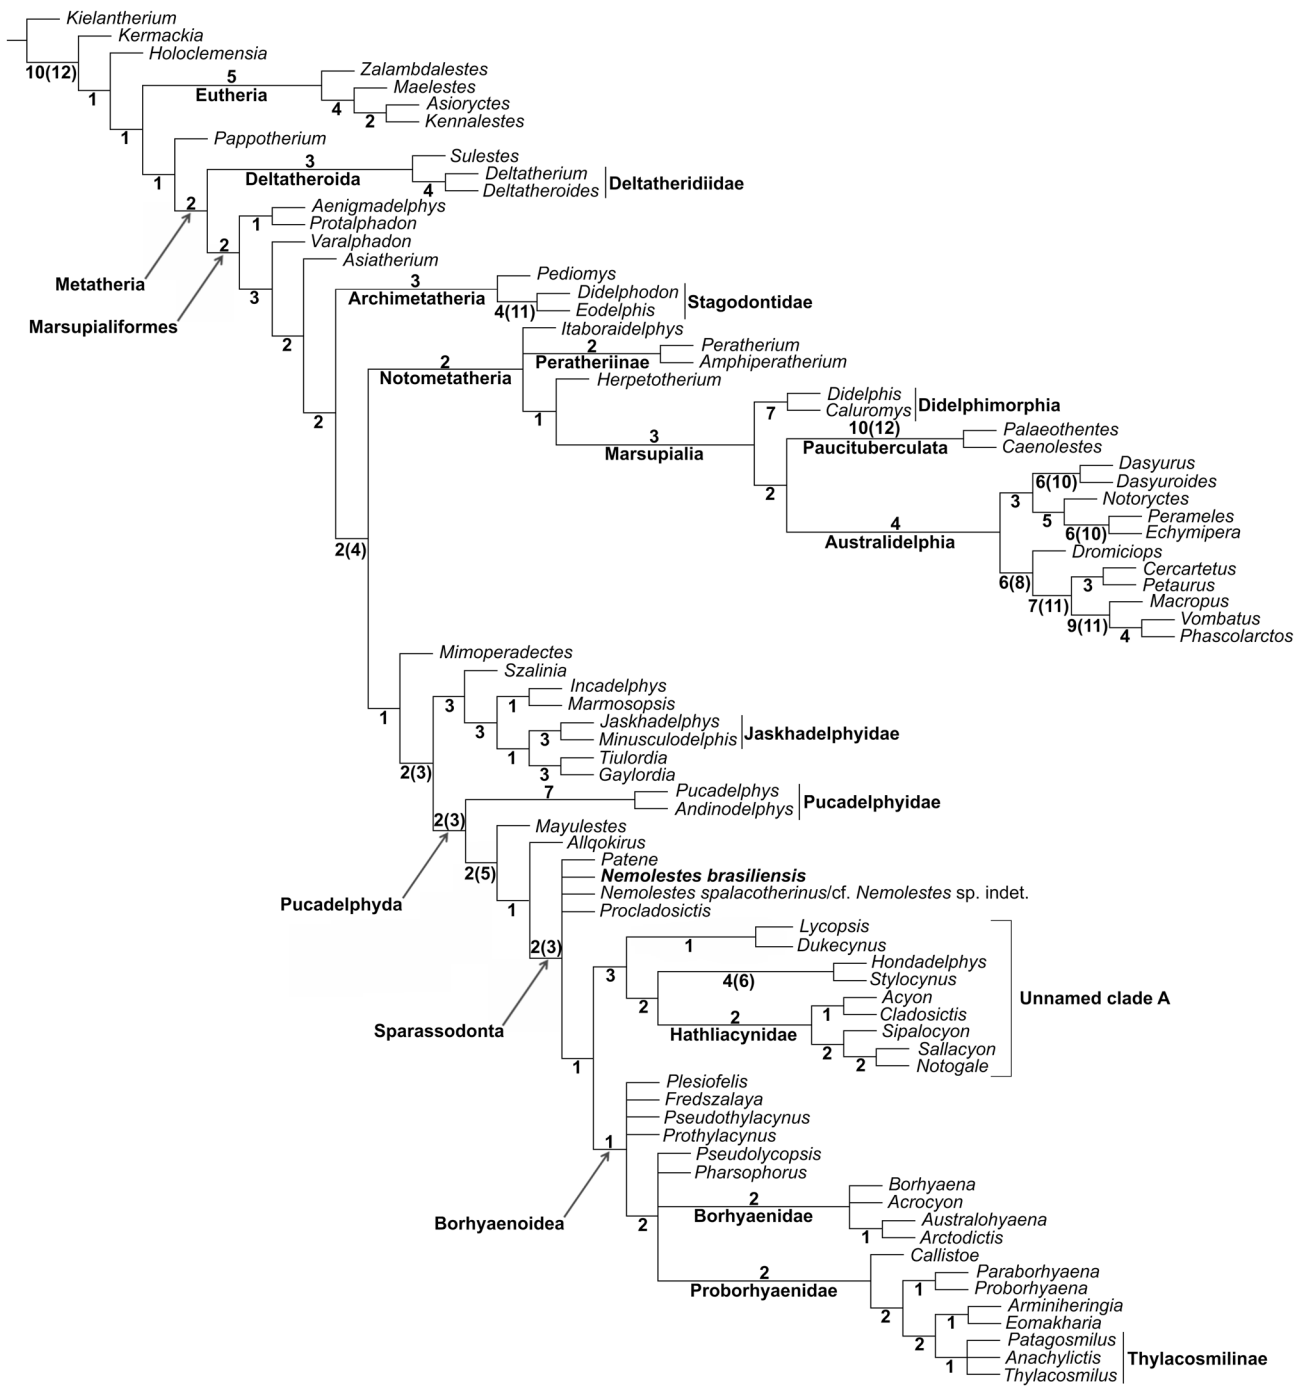 Kielantherium
Kermackia
10(12)
Holoclemensia
1
5
Eutheria
Zalambdalestes
Maelestes
4
Asioryctes
2
Kennalestes
1
Pappotherium
1
3
Deltatheroida
Sulestes
Deltatherium
4
Deltatheroides
Deltatheridiidae
2
Aenigmadelphys
1
Protalphadon
2
Varalphadon
Asiatherium
Metatheria
3
3
Archimetatheria
Pediomys
Didelphodon
4(11)
Eodelphis
Stagodontidae
Marsupialiformes
2
Itaboraidelphys
2
Peratheriinae
Peratherium
Amphiperatherium
2
Notometatheria
Herpetotherium
1
2
Didelphis
7
Caluromys
Didelphimorphia
3
Marsupialia
10(12)
Paucituberculata
Palaeothentes
Caenolestes
2
Dasyurus
6(10)
Dasyuroides
3
Notoryctes
5
Perameles
6(10)
Echymipera
4
Australidelphia
2(4)
Dromiciops
6(8)
Cercartetus
3
Petaurus
7(11)
Macropus
9(11)
Vombatus
4
Phascolarctos
Mimoperadectes
Szalinia
1
3
Incadelphys
1
Marmosopsis
3
Jaskhadelphys
3
Minusculodelphis
Jaskhadelphyidae
1
Tiulordia
3
Gaylordia
2(3)
7
Pucadelphys
Andinodelphys
Pucadelphyidae
2(3)
Mayulestes
Allqokirus
2(5)
Patene
Nemolestes brasiliensis
Nemolestes spalacotherinus/cf. Nemolestes sp. indet.
Procladosictis
Pucadelphyda
1
2(3)
Lycopsis
1
Dukecynus
3
Hondadelphys
4(6)
Stylocynus
2
Acyon
1
Cladosictis
2
Hathliacynidae
Sipalocyon
2
Sallacyon
2
Notogale
Unnamed clade A
Sparassodonta
1
Plesiofelis
Fredszalaya
Pseudothylacynus
Prothylacynus
1
Pseudolycopsis
Pharsophorus
Borhyaenoidea
2
2
Borhyaenidae
Borhyaena
Acrocyon
Australohyaena
1
Arctodictis
2
Proborhyaenidae
Callistoe
Paraborhyaena
1
Proborhyaena
2
Arminiheringia
1
Eomakharia
2
Patagosmilus
1
Anachylictis
Thylacosmilus
Thylacosmilinae